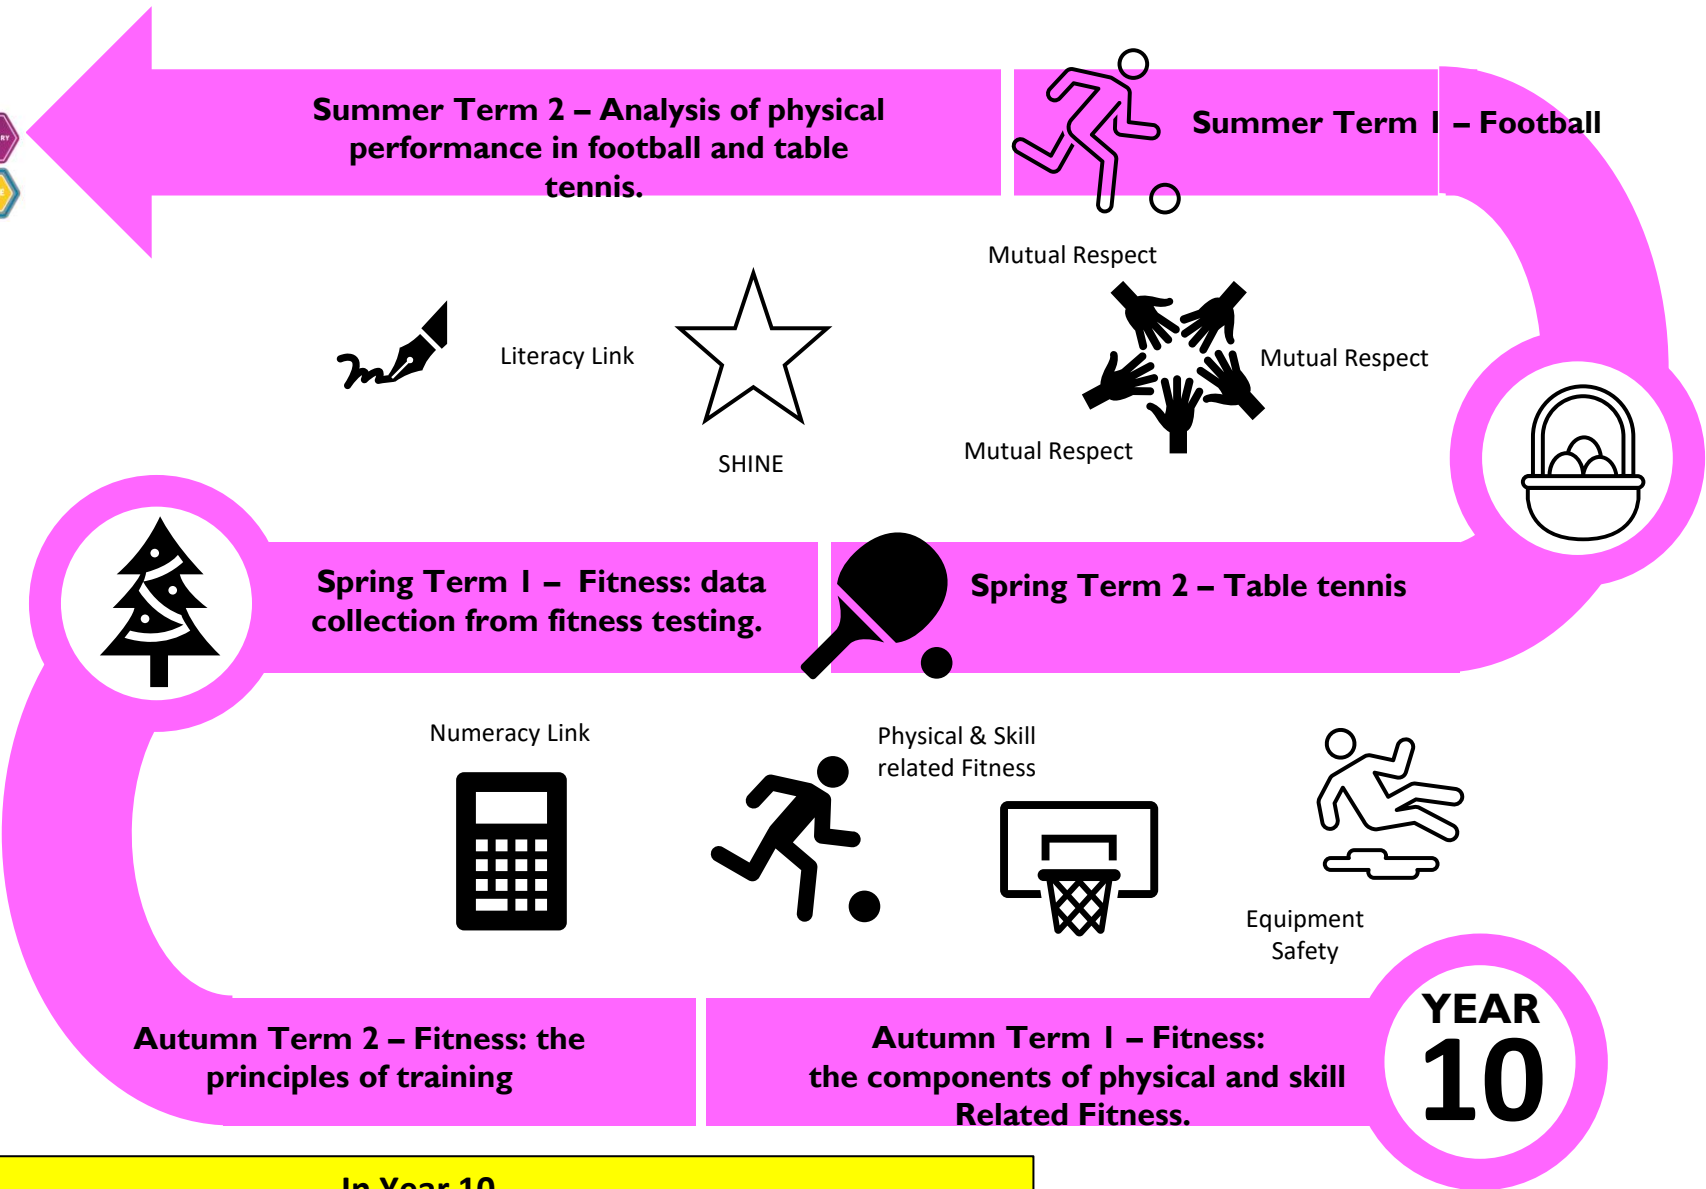 Summer Term 2 – Analysis of physical
performance in football and table
tennis.
Summer Term 1 – Football
Mutual Respect
Literacy Link
Mutual Respect
SHINE
Mutual Respect
Spring Term 1 – Fitness: data
collection from fitness testing.
Spring Term 2 – Table tennis
Numeracy Link
Physical & Skill
related Fitness
Equipment
Safety
Autumn Term 2 – Fitness: the
principles of training
Autumn Term 1 – Fitness:
the components of physical and skill
Related Fitness.
YEAR
10
In Year 10